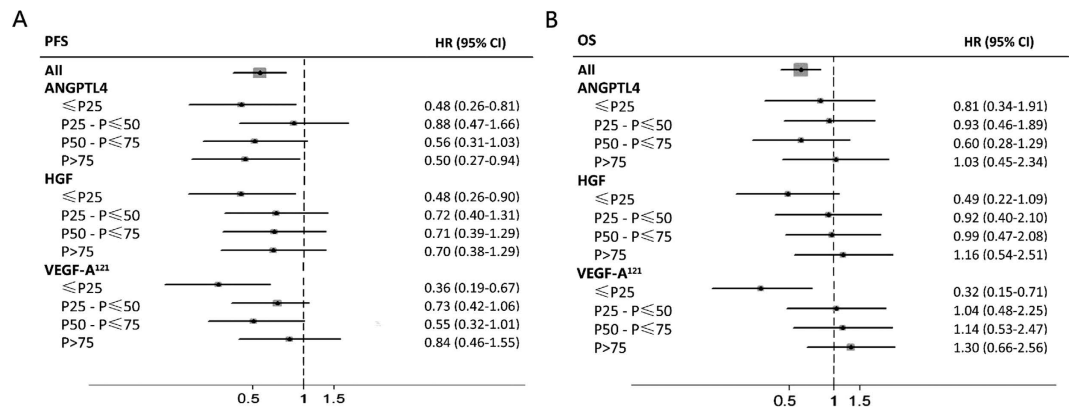 A
PFS HR (95% CI)
All
ANGPTL4
≤P25 0.48 (0.26-0.81)
P25 - P≤50 0.88 (0.47-1.66)
P50 - P≤75 0.56 (0.31-1.03)
P>75 0.50 (0.27-0.94)
HGF
≤P25 0.48 (0.26-0.90)
P25 - P≤50 0.72 (0.40-1.31)
P50 - P≤75 0.71 (0.39-1.29)
P>75 0.70 (0.38-1.29)
VEGF-A¹²¹
≤P25 0.36 (0.19-0.67)
P25 - P≤50 0.73 (0.42-1.06)
P50 - P≤75 0.55 (0.32-1.01)
P>75 0.84 (0.46-1.55)
0.5 1 1.5
B
OS HR (95% CI)
All
ANGPTL4
≤P25 0.81 (0.34-1.91)
P25 - P≤50 0.93 (0.46-1.89)
P50 - P≤75 0.60 (0.28-1.29)
P>75 1.03 (0.45-2.34)
HGF
≤P25 0.49 (0.22-1.09)
P25 - P≤50 0.92 (0.40-2.10)
P50 - P≤75 0.99 (0.47-2.08)
P>75 1.16 (0.54-2.51)
VEGF-A¹²¹
≤P25 0.32 (0.15-0.71)
P25 - P≤50 1.04 (0.48-2.25)
P50 - P≤75 1.14 (0.53-2.47)
P>75 1.30 (0.66-2.56)
0.5 1 1.5